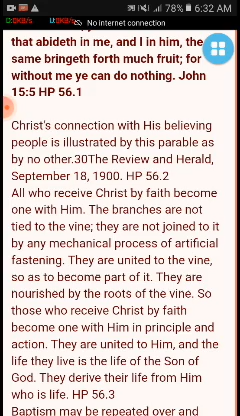 0.0KB/s
U:0KB/s
No internet connection
78% 6:32 AM
that abideth in me, and I in him, the
same bringeth forth much fruit; for
without me ye can do nothing. John
15:5 HP 56.1
Christ's connection with His believing
people is illustrated by this parable as
by no other.30The Review and Herald,
September 18, 1900. HP 56.2
All who receive Christ by faith become
one with Him. The branches are not
tied to the vine; they are not joined to it
by any mechanical process of artificial
fastening. They are united to the vine,
so as to become part of it. They are
nourished by the roots of the vine. So
those who receive Christ by faith
become one with Him in principle and
action. They are united to Him, and the
life they live is the life of the Son of
God. They derive their life from Him
who is life. HP 56.3
Baptism may be repeated over and